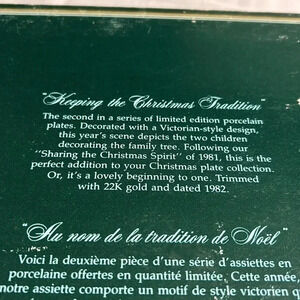 "Keeping the Christmas Tradition"
The second in a series of limited edition porcelain
plates. Decorated with a Victorian-style design,
this year's scene depicts the two children
decorating the family tree. Following our
"Sharing the Christmas Spirit" of 1981, this is the
perfect addition to your Christmas plate collection.
Or, it's a lovely beginning to one. Trimmed
with 22K gold and dated 1982.
"Au nom de la tradition de Noël"
Voici la deuxième pièce d'une série d'assiettes en
porcelaine offertes en quantité limitée. Cette année,
notre assiette comporte un motif de style victorien